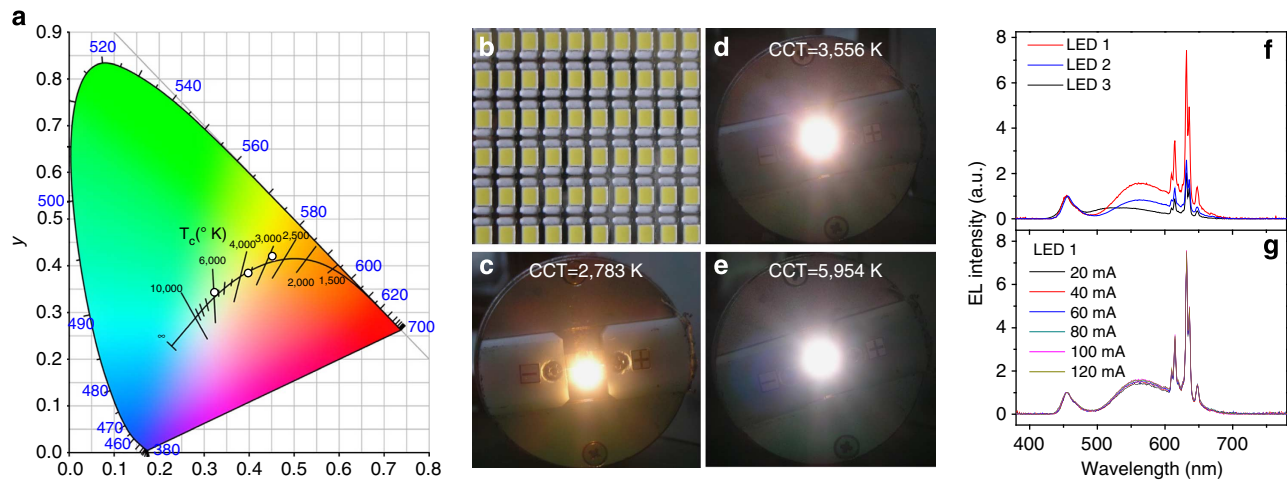 a
0.9
0.8
0.7
0.6
0.5
0.4
0.3
0.2
0.1
0.0
y
0.0 0.1 0.2 0.3 0.4 0.5 0.6 0.7 0.8
520
540
560
580
600
620
700
500
490
480
470
460
380
Tc(° K)
∞
10,000
6,000
4,000
3,000
2,500
2,000
1,500
b
c
CCT=2,783 K
d
CCT=3,556 K
e
CCT=5,954 K
f
LED 1
LED 2
LED 3
8
6
4
2
0
EL intensity (a.u.)
g
LED 1
20 mA
40 mA
60 mA
80 mA
100 mA
120 mA
8
6
4
2
0
400 500 600 700
Wavelength (nm)